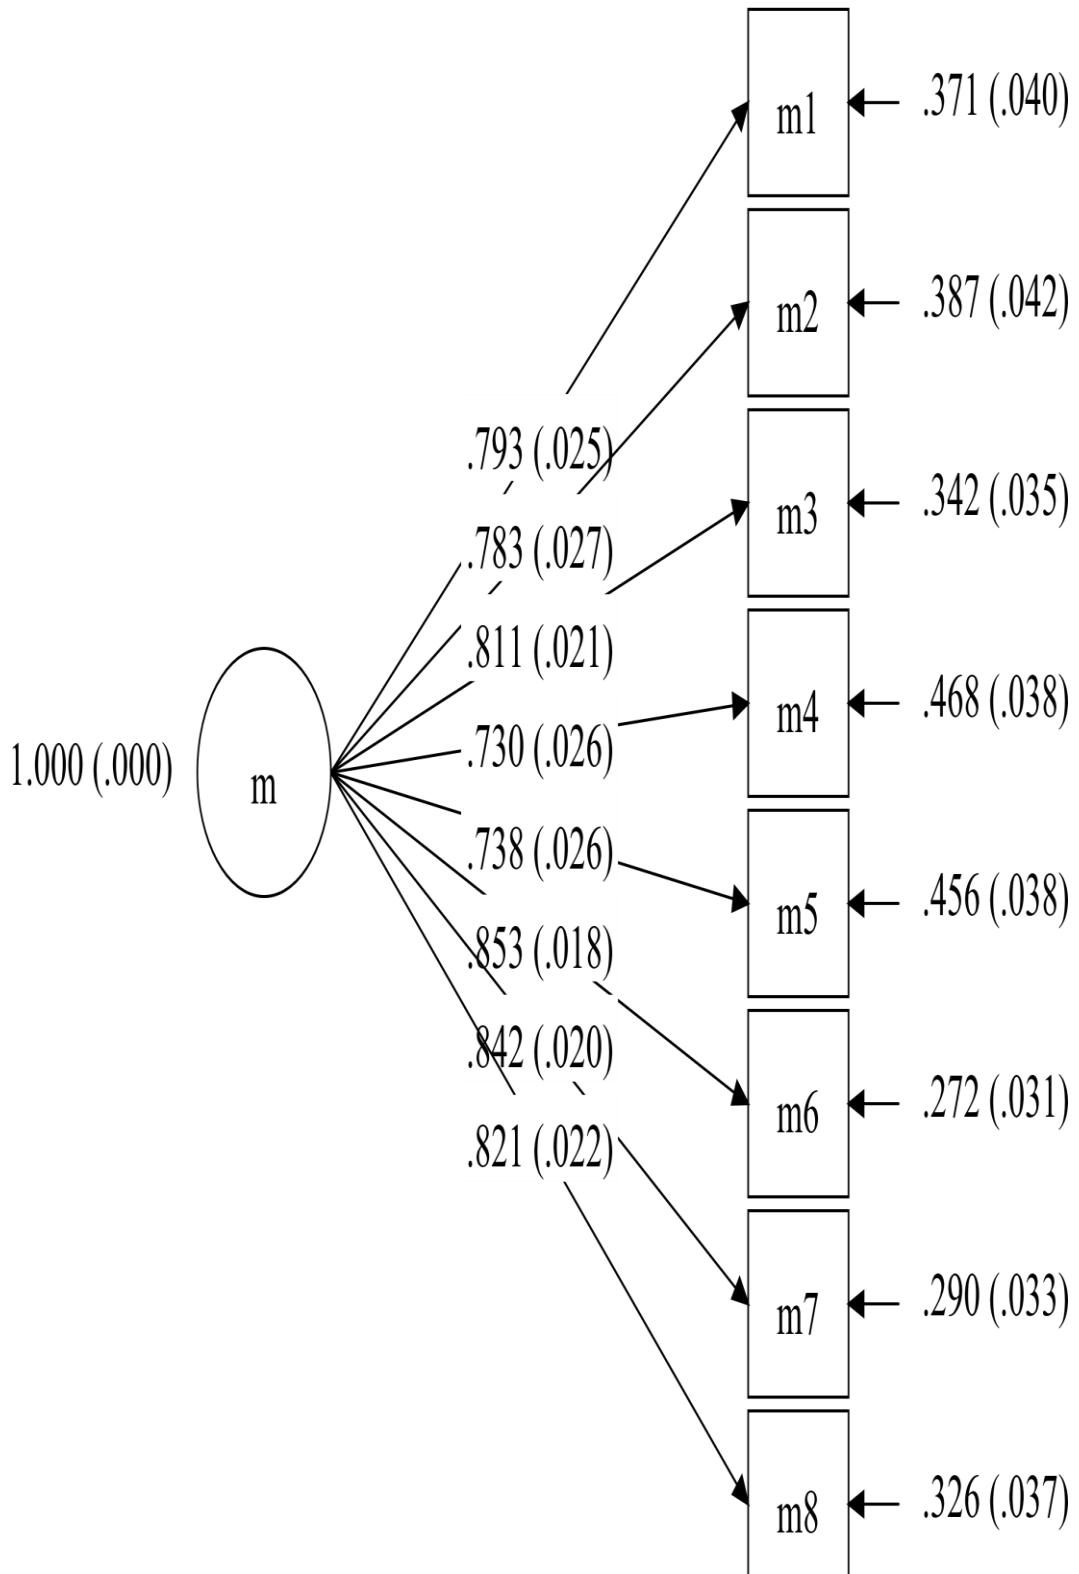 m1
.371 (.040)
m2
.387 (.042)
.793 (.025)
m3
.342 (.035)
.783 (.027)
.811 (.021)
m4
.468 (.038)
.730 (.026)
1.000 (.000)
m
.738 (.026)
m5
.456 (.038)
.853 (.018)
.842 (.020)
m6
.272 (.031)
.821 (.022)
m7
.290 (.033)
m8
.326 (.037)